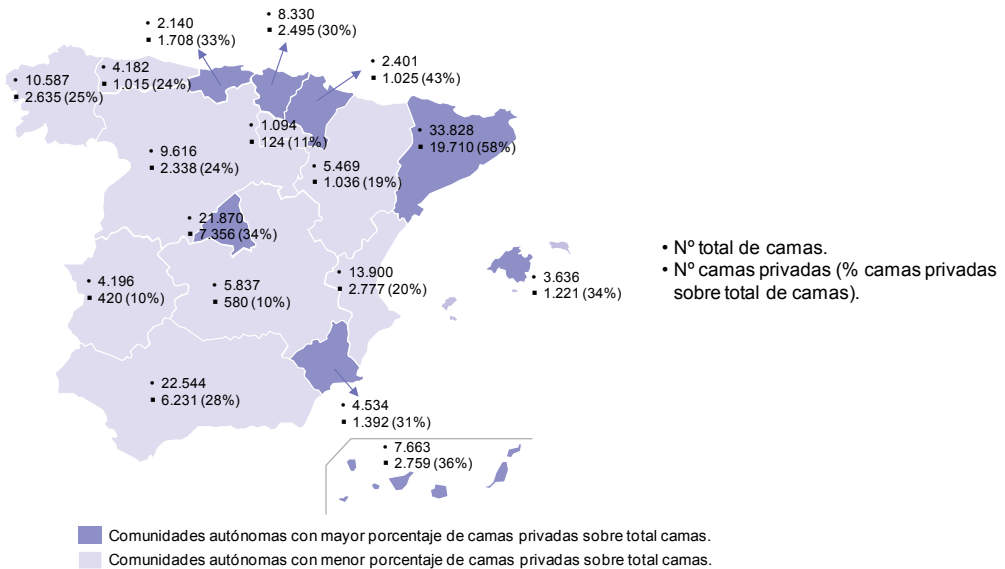 • 8.330
▪ 2.495 (30%)
• 2.140
▪ 1.708 (33%)
• 2.401
▪ 1.025 (43%)
• 4.182
▪ 1.015 (24%)
• 10.587
▪ 2.635 (25%)
• 1.094
▪ 124 (11%)
• 33.828
▪ 19.710 (58%)
• 9.616
▪ 2.338 (24%)
• 5.469
▪ 1.036 (19%)
• 21.870
▪ 7.356 (34%)
• 4.196
▪ 420 (10%)
• 5.837
▪ 580 (10%)
• 13.900
▪ 2.777 (20%)
• 3.636
▪ 1.221 (34%)
• Nº total de camas.
• Nº camas privadas (% camas privadas
sobre total de camas).
• 22.544
▪ 6.231 (28%)
• 4.534
▪ 1.392 (31%)
• 7.663
▪ 2.759 (36%)
Comunidades autónomas con mayor porcentaje de camas privadas sobre total camas.
Comunidades autónomas con menor porcentaje de camas privadas sobre total camas.